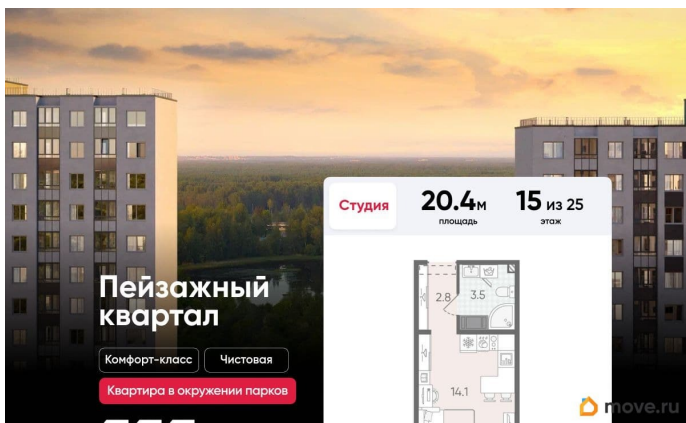 Студия
20.4м
площадь
15 из 25
этаж
Пейзажный
квартал
Комфорт-класс
Чистовая
Квартира в окружении парков
2.8
3.5
14.1
move.ru